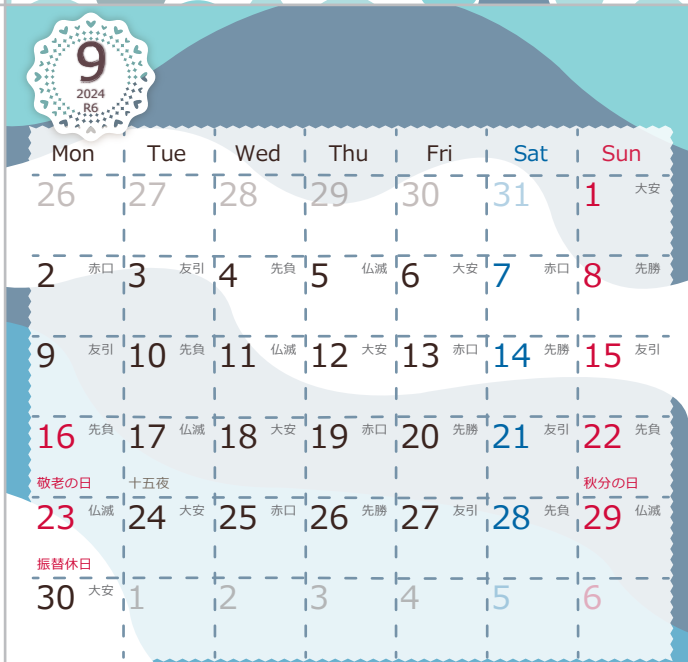 9
2024
R6
Mon Tue Wed Thu Fri Sat Sun
26 27 28 29 30 31 1 大安
2 赤口 3 友引 4 先負 5 仏滅 6 大安 7 赤口 8 先勝
9 友引 10 先負 11 仏滅 12 大安 13 赤口 14 先勝 15 友引
16 先負 17 仏滅 18 大安 19 赤口 20 先勝 21 友引 22 先負
敬老の日 十五夜 秋分の日
23 仏滅 24 大安 25 赤口 26 先勝 27 友引 28 先負 29 仏滅
振替休日
30 大安 1 2 3 4 5 6